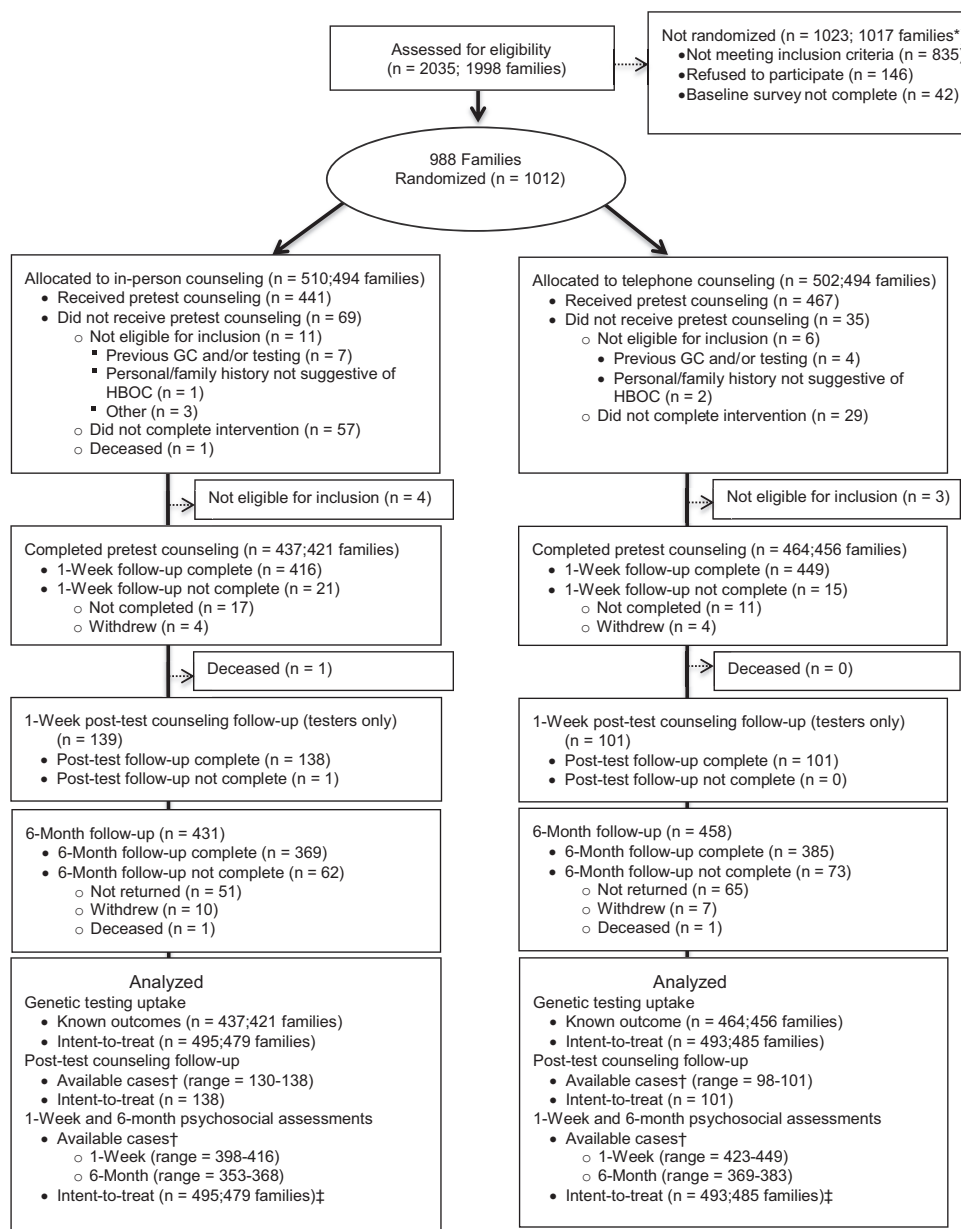 Assessed for eligibility
(n = 2035; 1998 families)
Not randomized (n = 1023; 1017 families*)
•Not meeting inclusion criteria (n = 835)
•Refused to participate (n = 146)
•Baseline survey not complete (n = 42)
988 Families
Randomized (n = 1012)
Allocated to in-person counseling (n = 510;494 families)
• Received pretest counseling (n = 441)
• Did not receive pretest counseling (n = 69)
○ Not eligible for inclusion (n = 11)
▪ Previous GC and/or testing (n = 7)
▪ Personal/family history not suggestive of
HBOC (n = 1)
▪ Other (n = 3)
○ Did not complete intervention (n = 57)
○ Deceased (n = 1)
Not eligible for inclusion (n = 4)
Completed pretest counseling (n = 437;421 families)
• 1-Week follow-up complete (n = 416)
• 1-Week follow-up not complete (n = 21)
○ Not completed (n = 17)
○ Withdrew (n = 4)
Deceased (n = 1)
1-Week post-test counseling follow-up (testers only)
(n = 139)
• Post-test follow-up complete (n = 138)
• Post-test follow-up not complete (n = 1)
6-Month follow-up (n = 431)
• 6-Month follow-up complete (n = 369)
• 6-Month follow-up not complete (n = 62)
○ Not returned (n = 51)
○ Withdrew (n = 10)
○ Deceased (n = 1)
Analyzed
Genetic testing uptake
• Known outcomes (n = 437;421 families)
• Intent-to-treat (n = 495;479 families)
Post-test counseling follow-up
• Available cases† (range = 130-138)
• Intent-to-treat (n = 138)
1-Week and 6-month psychosocial assessments
• Available cases†
○ 1-Week (range = 398-416)
○ 6-Month (range = 353-368)
• Intent-to-treat (n = 495;479 families)‡
Allocated to telephone counseling (n = 502;494 families)
• Received pretest counseling (n = 467)
• Did not receive pretest counseling (n = 35)
○ Not eligible for inclusion (n = 6)
• Previous GC and/or testing (n = 4)
• Personal/family history not suggestive of
HBOC (n = 2)
○ Did not complete intervention (n = 29)
Not eligible for inclusion (n = 3)
Completed pretest counseling (n = 464;456 families)
• 1-Week follow-up complete (n = 449)
• 1-Week follow-up not complete (n = 15)
○ Not completed (n = 11)
○ Withdrew (n = 4)
Deceased (n = 0)
1-Week post-test counseling follow-up (testers only)
(n = 101)
• Post-test follow-up complete (n = 101)
• Post-test follow-up not complete (n = 0)
6-Month follow-up (n = 458)
• 6-Month follow-up complete (n = 385)
• 6-Month follow-up not complete (n = 73)
○ Not returned (n = 65)
○ Withdrew (n = 7)
○ Deceased (n = 1)
Analyzed
Genetic testing uptake
• Known outcome (n = 464;456 families)
• Intent-to-treat (n = 493;485 families)
Post-test counseling follow-up
• Available cases† (range = 98-101)
• Intent-to-treat (n = 101)
1-Week and 6-month psychosocial assessments
• Available cases†
○ 1-Week (range = 423-449)
○ 6-Month (range = 369-383)
• Intent-to-treat (n = 493;485 families)‡